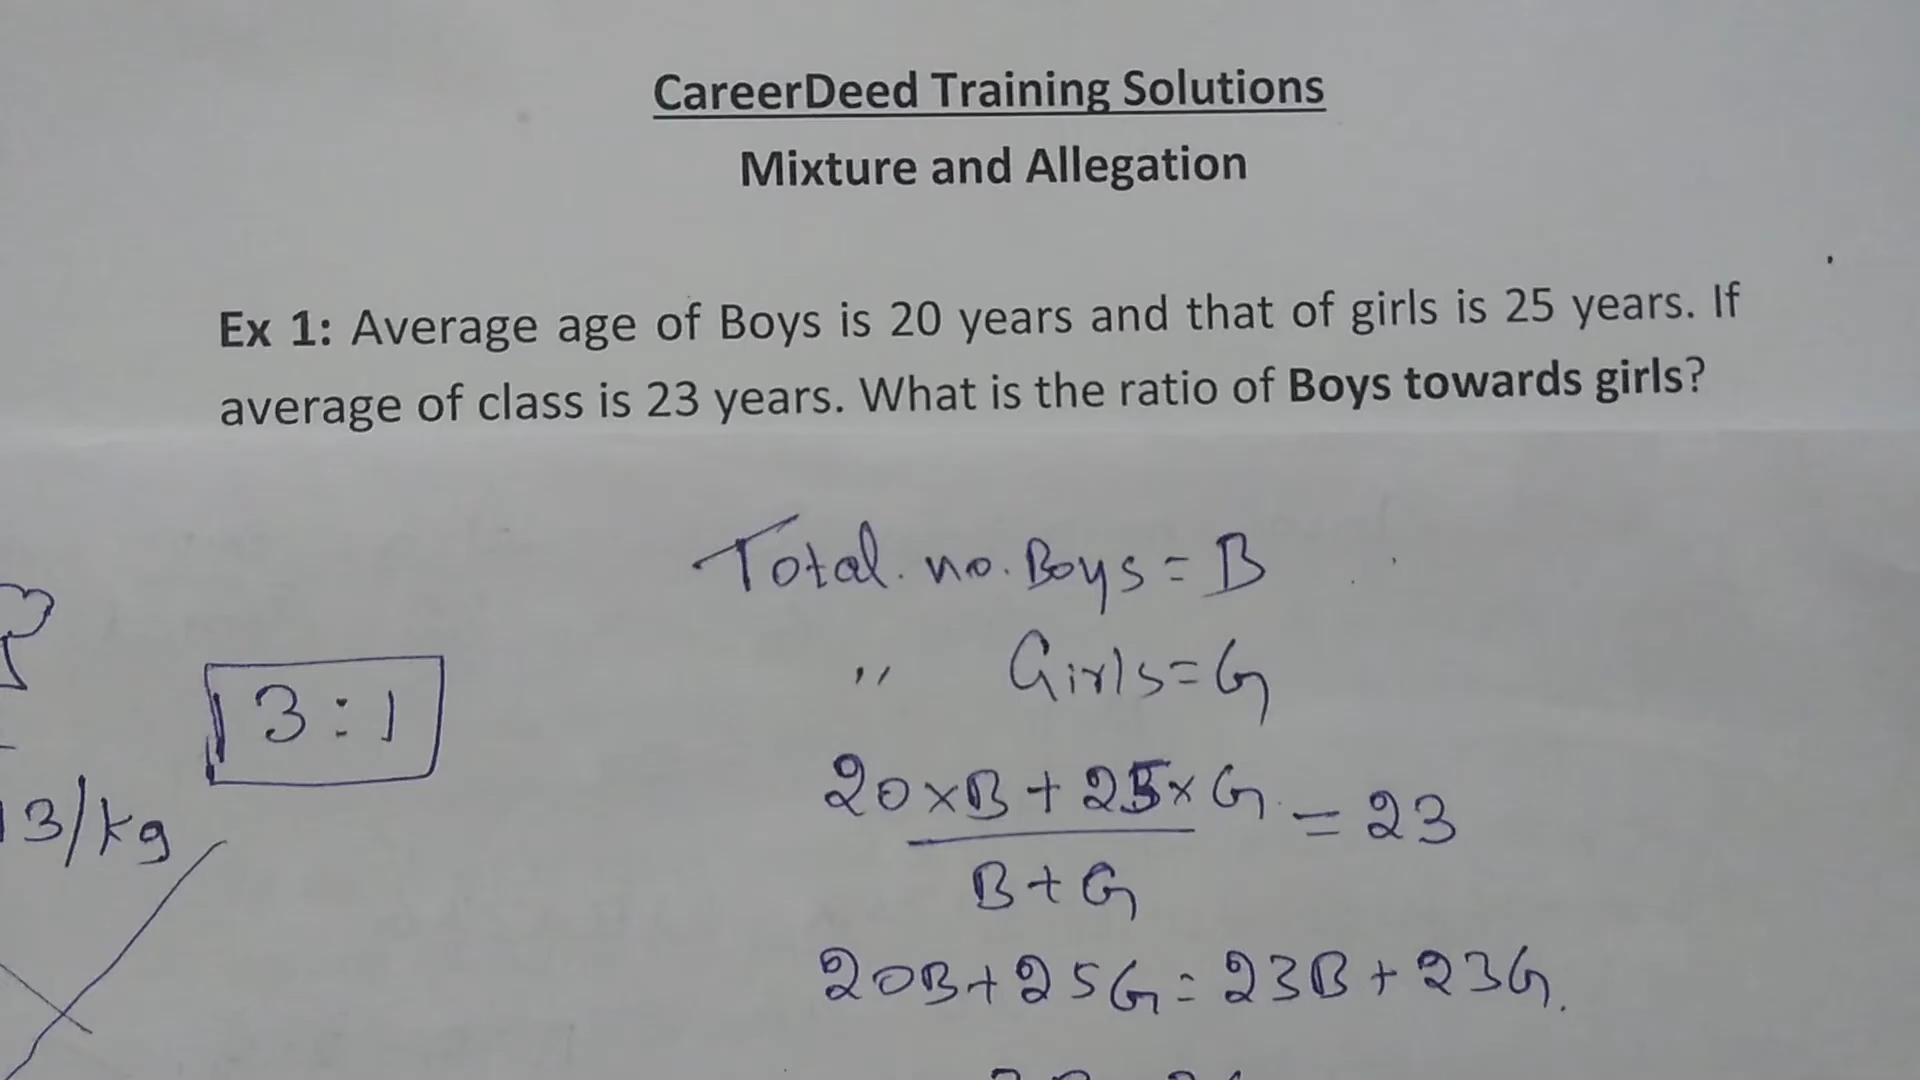 CareerDeed Training Solutions
Mixture and Allegation
Ex 1: Average age of Boys is 20 years and that of girls is 25 years. If
average of class is 23 years. What is the ratio of Boys towards girls?
Total. no. Boys = B
,, Girls = G
3 : 1
20 × B + 25 × G = 23
B + G
13/kg
20B + 25G = 23B + 23G.